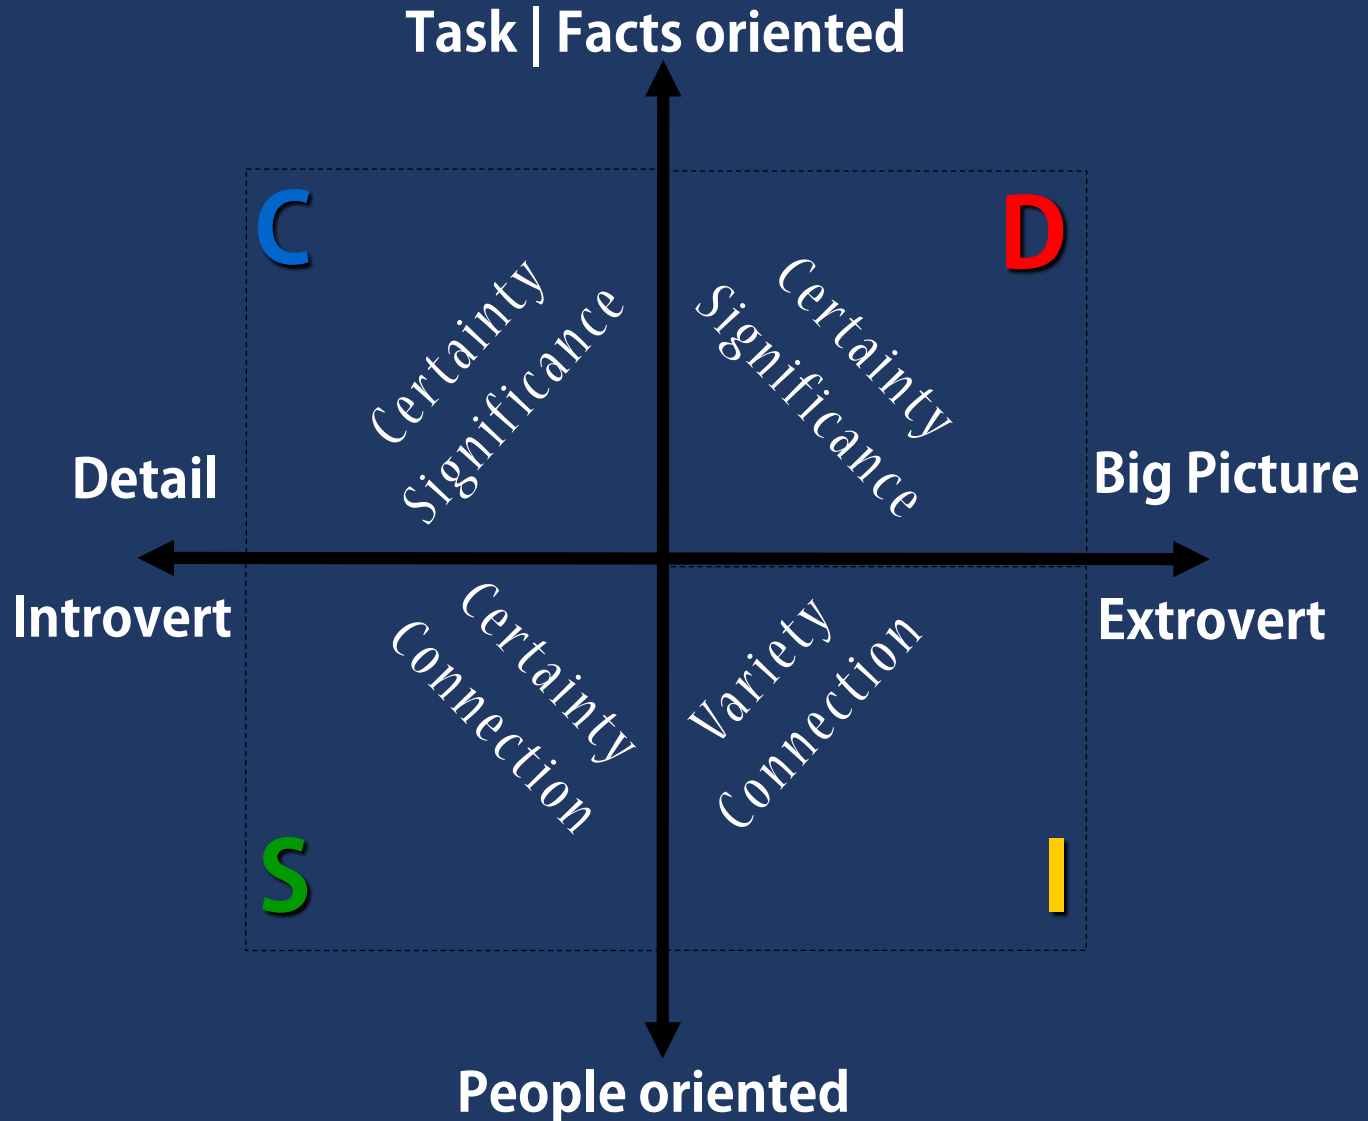 Task | Facts oriented
C
D
Certainty
Significance
Certainty
Significance
Detail
Big Picture
Introvert
Extrovert
Certainty
Connection
Variety
Connection
S
I
People oriented